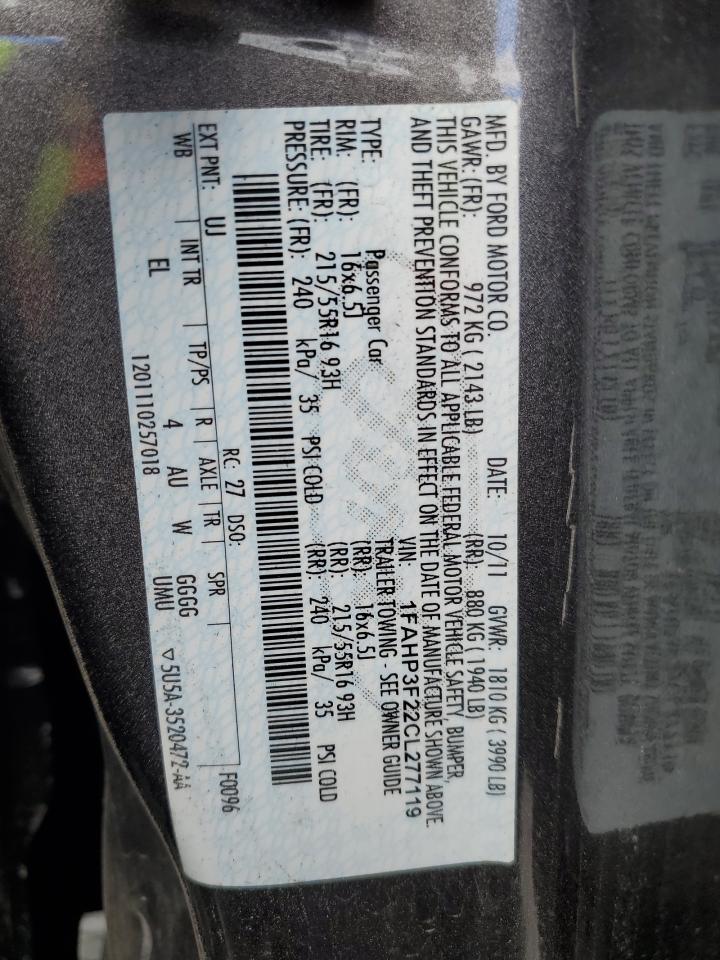 MFD. BY FORD MOTOR CO. DATE: 10/11 GVWR: 1810 KG ( 3990 LB)
GAWR: (FR): 972 KG ( 2143 LB) (RR): 880 KG ( 1940 LB)
THIS VEHICLE CONFORMS TO ALL APPLICABLE FEDERAL MOTOR VEHICLE SAFETY, BUMPER,
AND THEFT PREVENTION STANDARDS IN EFFECT ON THE DATE OF MANUFACTURE SHOWN ABOVE.
VIN: 1FAHP3F22CL277119
TYPE: Passenger Car TRAILER TOWING - SEE OWNER GUIDE
RIM: (FR): 16x6.5J (RR): 16x6.5J
TIRE: (FR): 215/55R16 93H (RR): 215/55R16 93H
PRESSURE: (FR): 240 kPa/ 35 PSI COLD (RR): 240 kPa/ 35 PSI COLD
RC: 27 DSO: F0096
EXT PNT: UJ INT TR TP/PS R AXLE TR SPR
WB EL 4 AU W GGGG
1201110257018 UMU ▽5U5A-3520472-AA